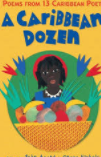 POEMS FROM 13 CARIBBEAN POETS
A CARIBBEAN
DOZEN